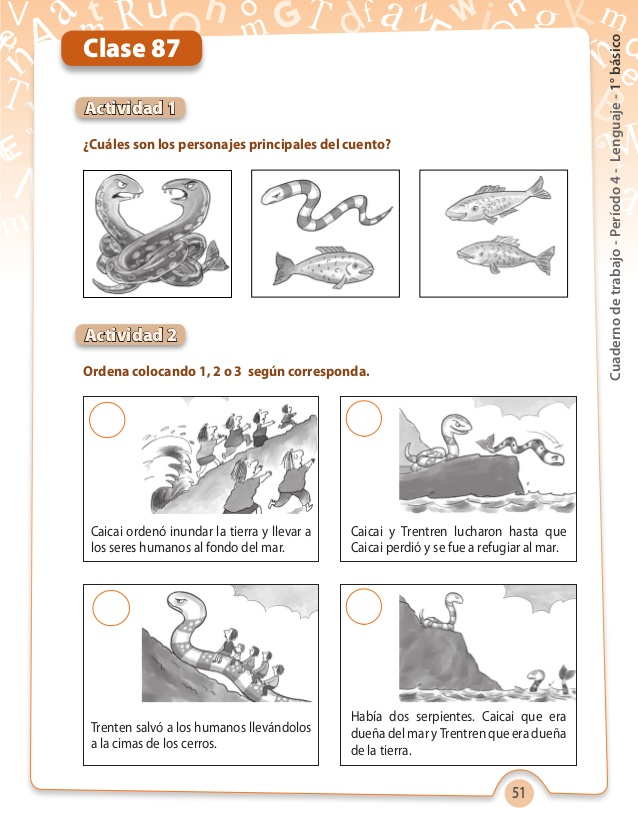 Clase 87
Actividad 1
¿Cuáles son los personajes principales del cuento?
Actividad 2
Ordena colocando 1, 2 o 3 según corresponda.
Caicai ordenó inundar la tierra y llevar a
los seres humanos al fondo del mar.
Caicai y Trentren lucharon hasta que
Caicai perdió y se fue a refugiar al mar.
Trenten salvó a los humanos llevándolos
a la cimas de los cerros.
Había dos serpientes. Caicai que era
dueña del mar y Trentren que era dueña
de la tierra.
51
Cuaderno de trabajo - Período 4 - Lenguaje - 1° básico